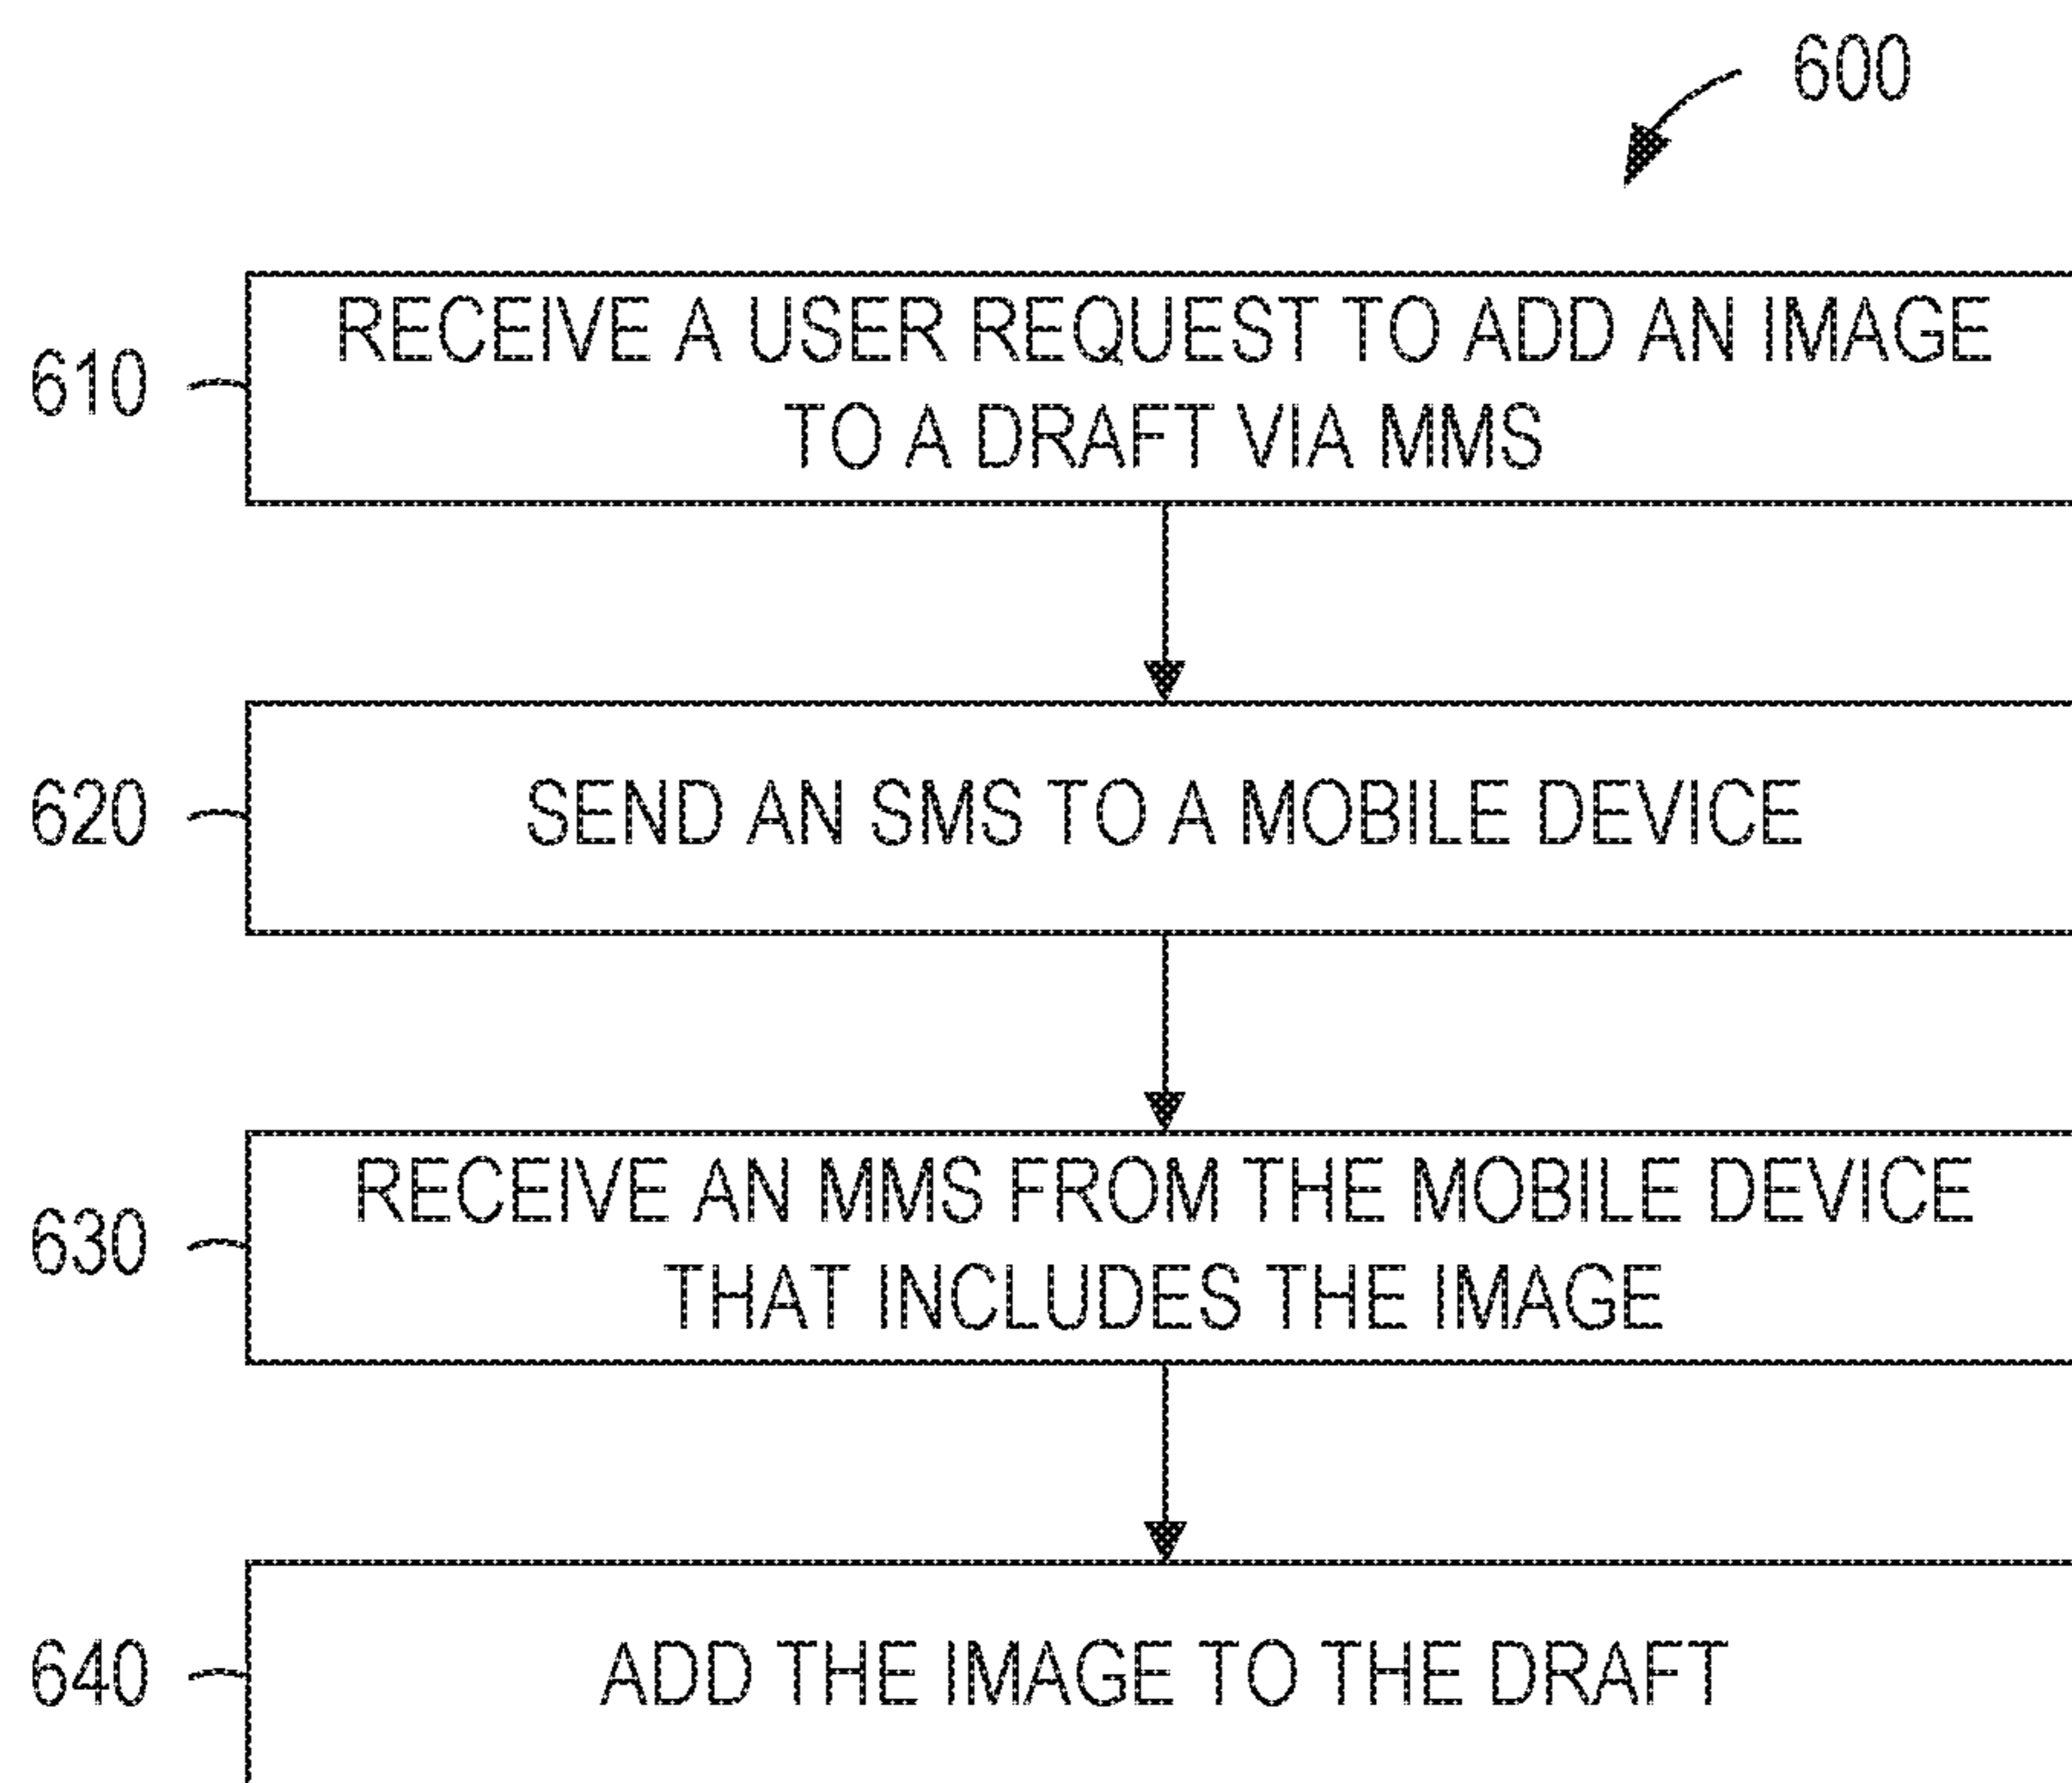 600
610
RECEIVE A USER REQUEST TO ADD AN IMAGE
TO A DRAFT VIA MMS
620
SEND AN SMS TO A MOBILE DEVICE
630
RECEIVE AN MMS FROM THE MOBILE DEVICE
THAT INCLUDES THE IMAGE
640
ADD THE IMAGE TO THE DRAFT